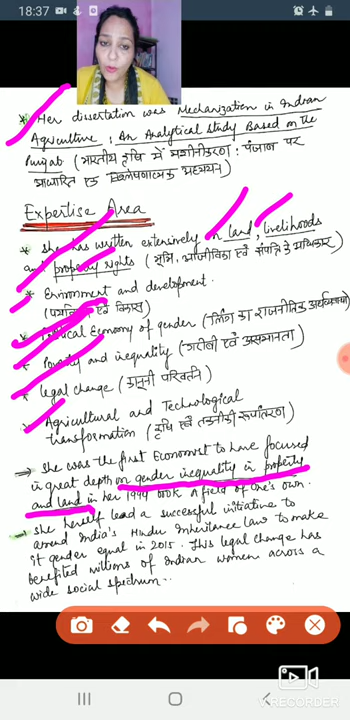 18:37
* Her dissertation was Mechanization in Indian
Agriculture : An Analytical Study Based on the
Punjab (भारतीय कृषि में मशीनीकरण : पंजाब पर
आधारित एक विश्लेषणात्मक अध्ययन)
Expertise Area
* She has written extensively on land, livelihoods
and property rights (भूमि, आजीविका एवं संपत्ति के अधिकार)
* Environment and development.
(पर्यावरण एवं विकास)
* Political Economy of gender (लिंग का राजनीतिक अर्थव्यवस्था)
* Poverty and inequality (गरीबी एवं असमानता)
* legal change (कानूनी परिवर्तन)
* Agricultural and Technological
transformation (कृषि एवं तकनीकी रूपांतरण)
⇒ She was the first Economist to have focused
in great depth on gender inequality in property
and land in her 1994 book A field of One's own.
⇒ She herself lead a successful initiative to
amend India's Hindu Inheritance law to make
it gender equal in 2015. This legal change has
benefited millions of Indian women across a
wide social spectrum.
VIRECORDER